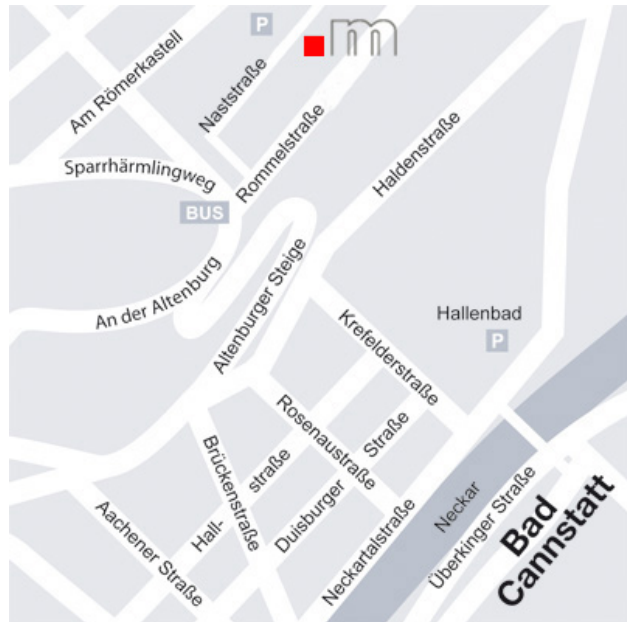 P
m
Am Römerkastell
Naststraße
Rommelstraße
Haldenstraße
Sparrhärmlingweg
BUS
An der Altenburg
Altenburger Steige
Hallenbad
P
Krefelderstraße
Rosenaustraße
Brückenstraße
Hall-
straße
Duisburger
Straße
Aachener Straße
Neckartalstraße
Neckar
Überkinger Straße
Bad
Cannstatt